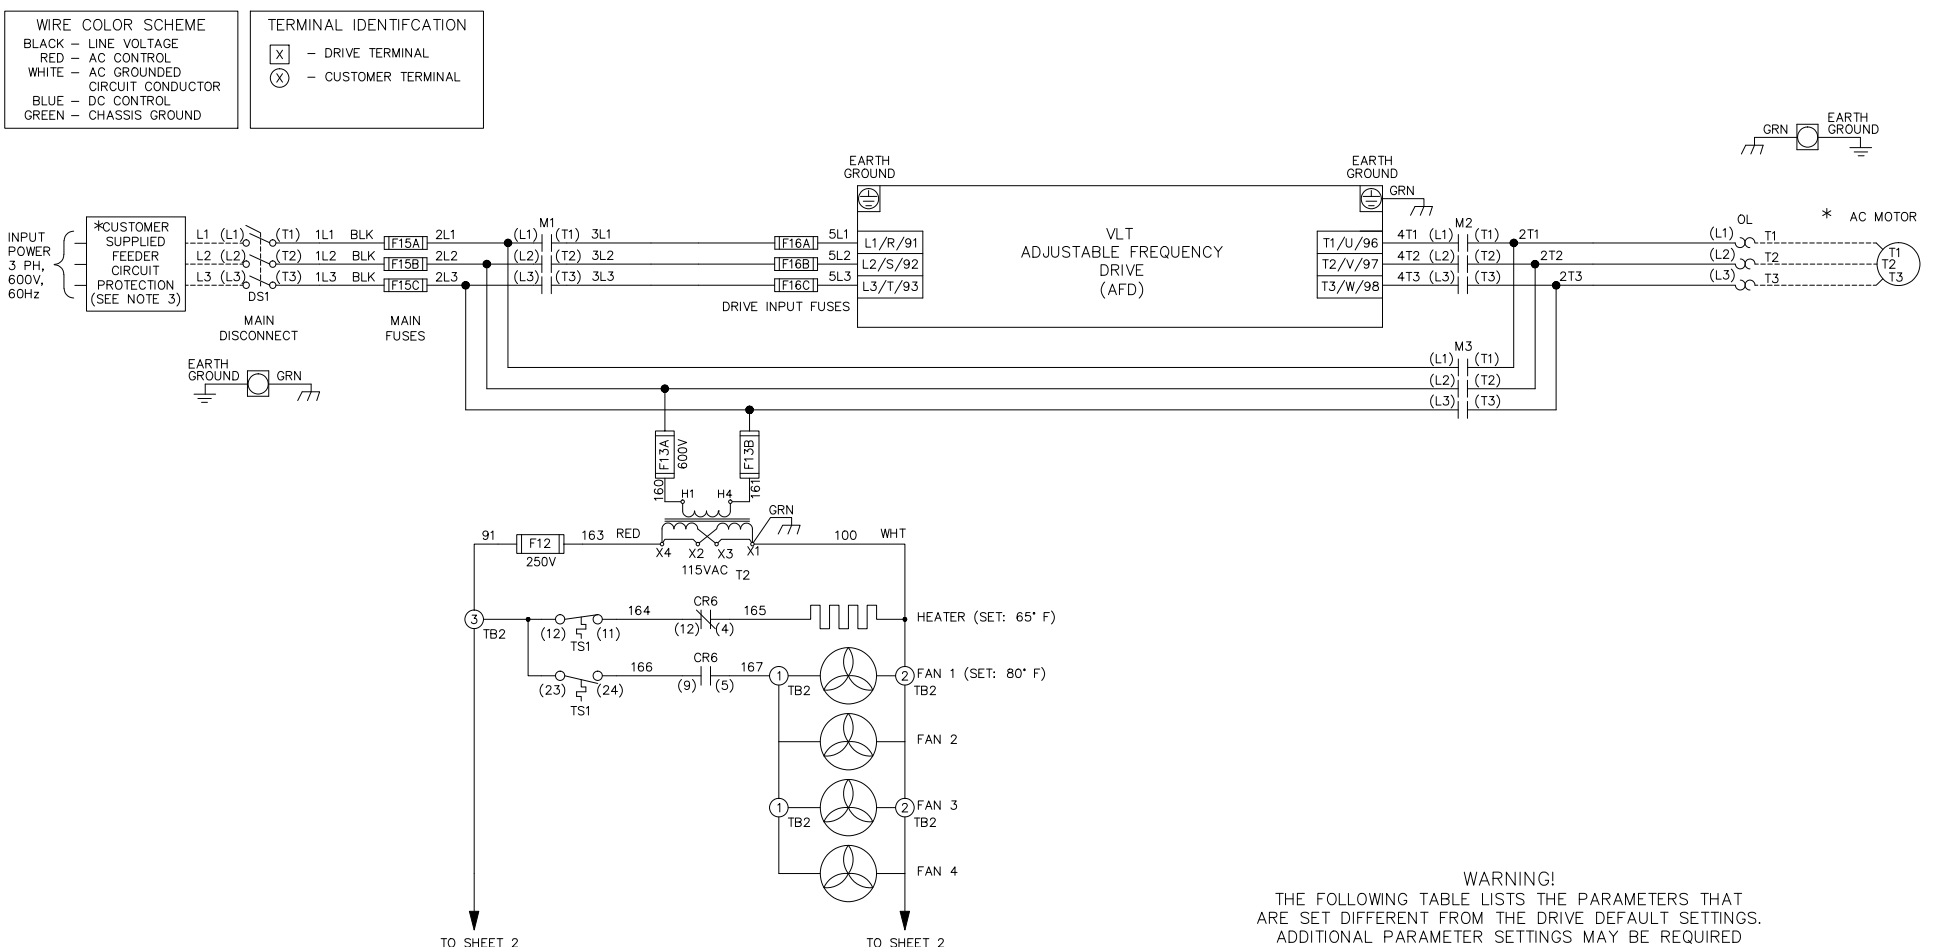 WIRE COLOR SCHEME
BLACK – LINE VOLTAGE
RED – AC CONTROL
WHITE – AC GROUNDED
CIRCUIT CONDUCTOR
BLUE – DC CONTROL
GREEN – CHASSIS GROUND
TERMINAL IDENTIFCATION
X – DRIVE TERMINAL
X – CUSTOMER TERMINAL
INPUT
POWER
3 PH,
600V,
60Hz
*CUSTOMER
SUPPLIED
FEEDER
CIRCUIT
PROTECTION
(SEE NOTE 3)
L1 (L1) (T1) 1L1 BLK F15A 2L1 (L1) M1 (T1) 3L1 F16A 5L1 L1/R/91
L2 (L2) (T2) 1L2 BLK F15B 2L2 (L2) (T2) 3L2 F16B 5L2 L2/S/92
L3 (L3) (T3) 1L3 BLK F15C 2L3 (L3) (T3) 3L3 F16C 5L3 L3/T/93
DS1
MAIN
DISCONNECT
MAIN
FUSES
DRIVE INPUT FUSES
EARTH
GROUND
GRN
EARTH
GROUND
VLT
ADJUSTABLE FREQUENCY
DRIVE
(AFD)
EARTH
GROUND
GRN
GRN
EARTH
GROUND
T1/U/96 4T1 (L1) M2 (T1) 2T1 (L1) OL T1
T2/V/97 4T2 (L2) (T2) 2T2 (L2) T2
T3/W/98 4T3 (L3) (T3) 2T3 (L3) T3
* AC MOTOR
T1
T2
T3
M3
(L1) (T1)
(L2) (T2)
(L3) (T3)
F13A
600V
F13B
160
161
H1 H4
GRN
91 F12 163 RED
250V
X4 X2 X3 X1
100 WHT
115VAC T2
3 TB2
(12) (11) 164
TS1
CR6
(12) (4) 165
HEATER (SET: 65° F)
(23) (24) 166
TS1
CR6
(9) (5) 167
1 TB2
2 TB2
FAN 1 (SET: 80° F)
FAN 2
1 TB2
2 TB2
FAN 3
FAN 4
TO SHEET 2
TO SHEET 2
WARNING!
THE FOLLOWING TABLE LISTS THE PARAMETERS THAT
ARE SET DIFFERENT FROM THE DRIVE DEFAULT SETTINGS.
ADDITIONAL PARAMETER SETTINGS MAY BE REQUIRED